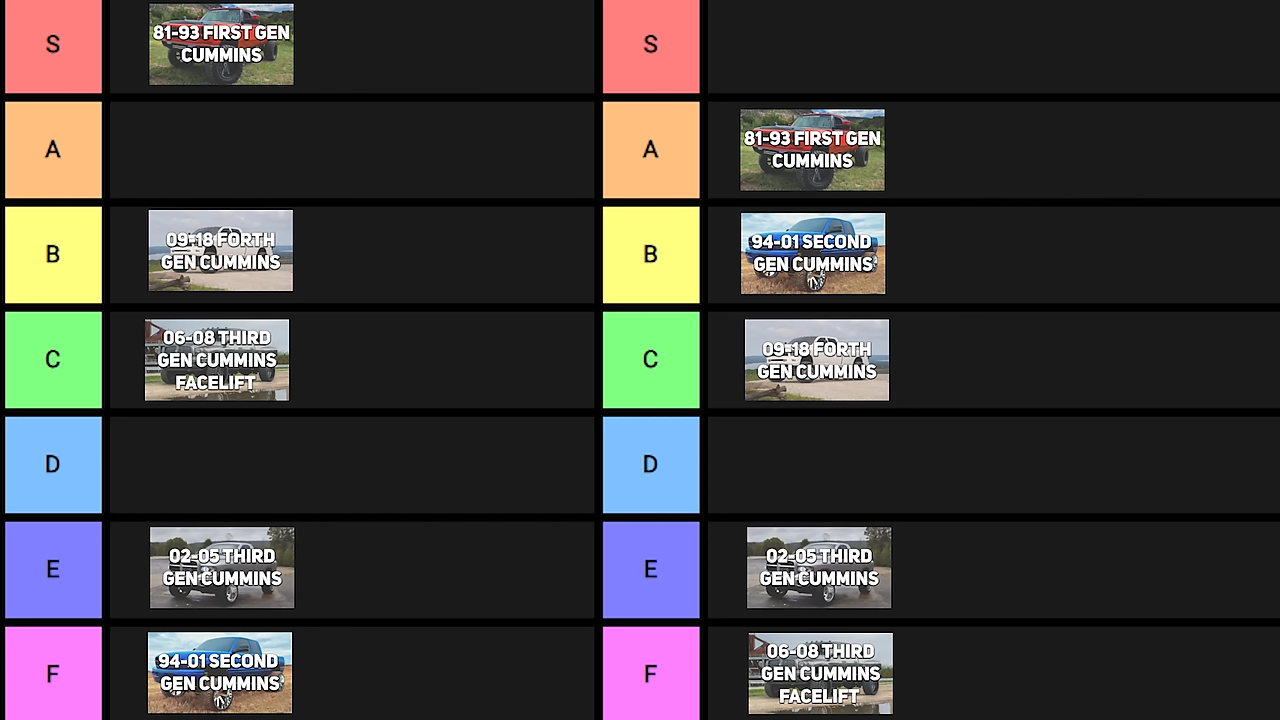 S
81-93 FIRST GEN
CUMMINS
A
B
09-18 FORTH
GEN CUMMINS
C
06-08 THIRD
GEN CUMMINS
FACELIFT
D
E
02-05 THIRD
GEN CUMMINS
F
94-01 SECOND
GEN CUMMINS
S
A
81-93 FIRST GEN
CUMMINS
B
94-01 SECOND
GEN CUMMINS
C
09-18 FORTH
GEN CUMMINS
D
E
02-05 THIRD
GEN CUMMINS
F
06-08 THIRD
GEN CUMMINS
FACELIFT